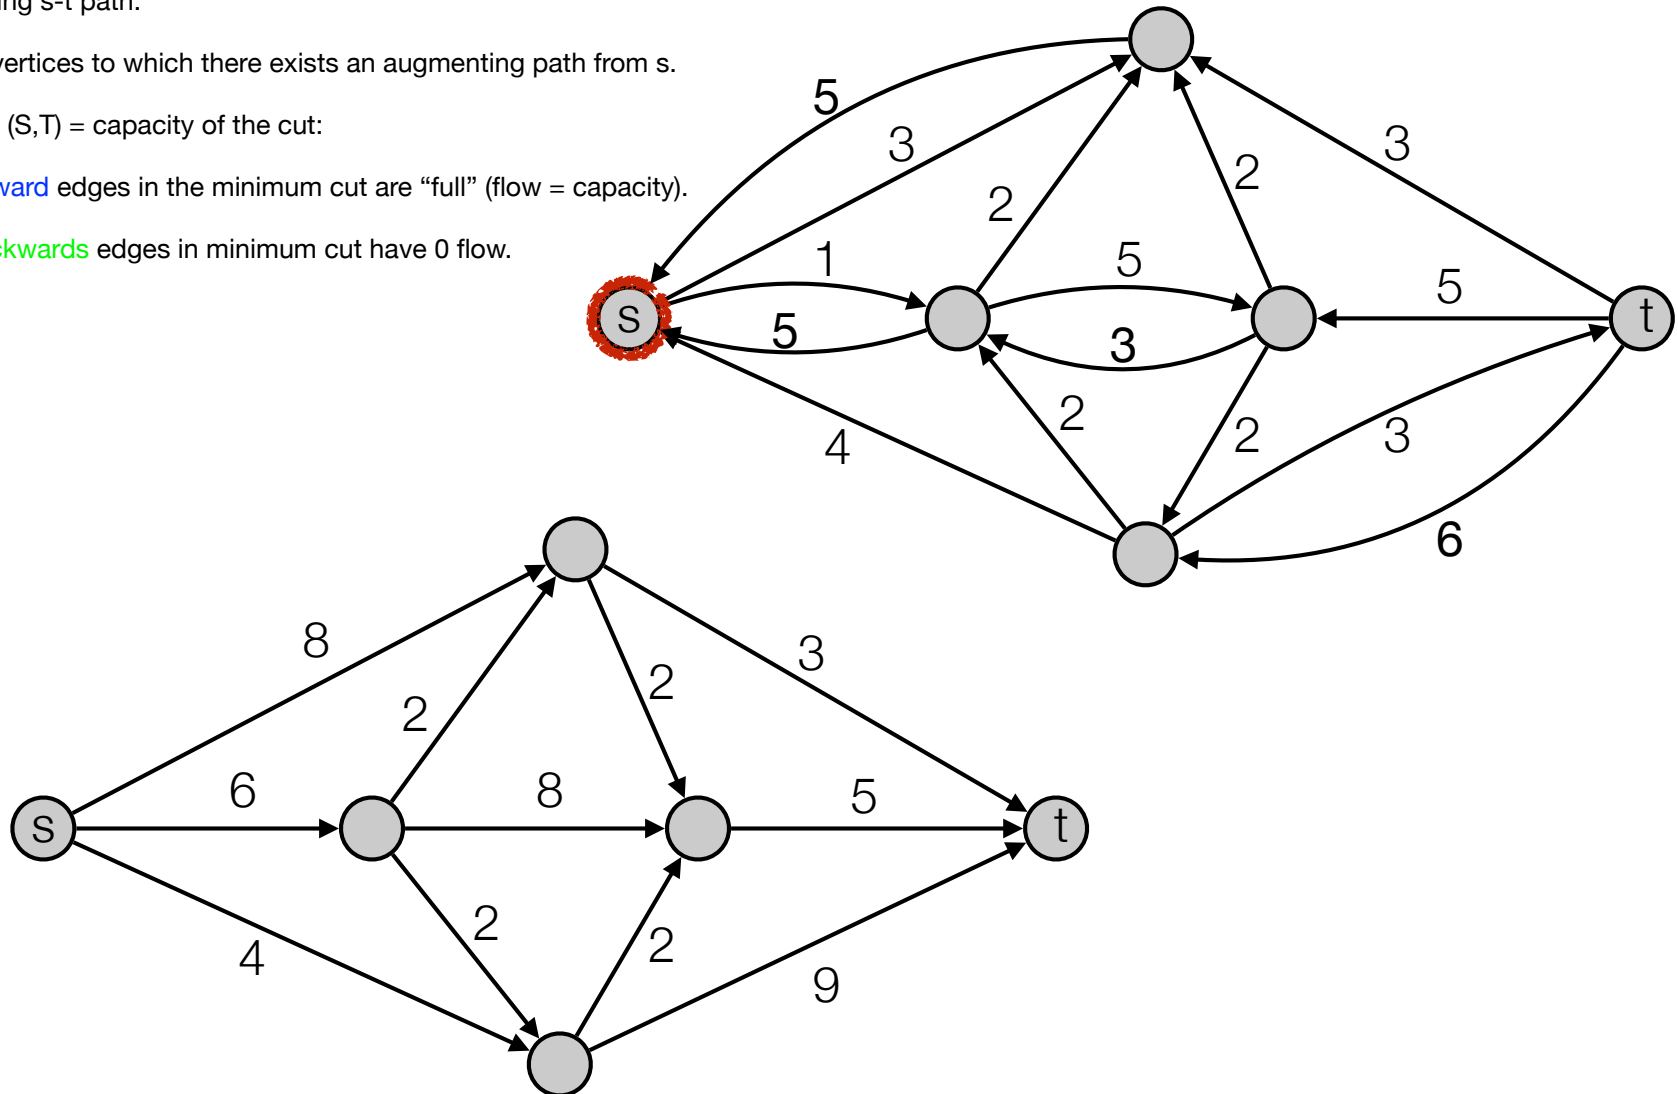 ing s-t path.
vertices to which there exists an augmenting path from s.
(S,T) = capacity of the cut:
ward edges in the minimum cut are “full” (flow = capacity).
ckwards edges in minimum cut have 0 flow.
5
3
3
2
2
1
5
5
s
5
3
t
2
2
3
4
6
8
3
2
2
6
8
5
s
t
2
2
4
9